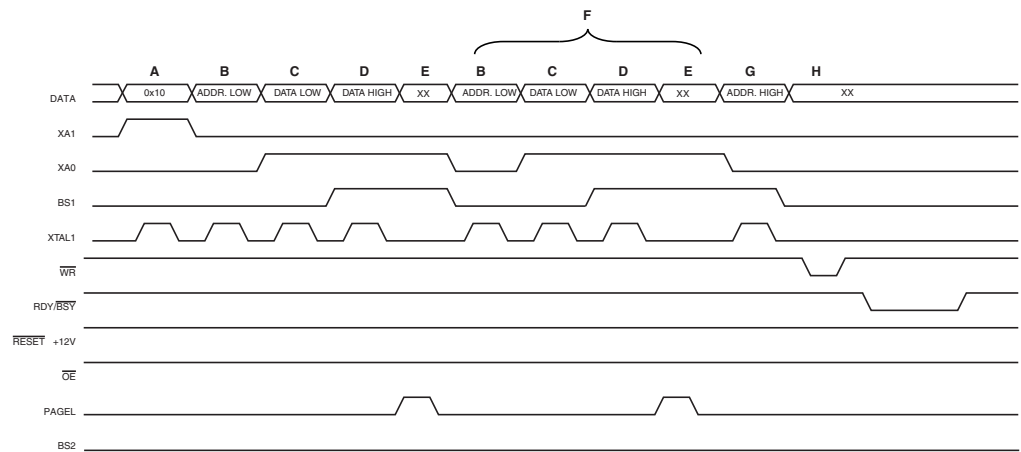 F
A B C D E B C D E G H
DATA 0x10 ADDR. LOW DATA LOW DATA HIGH XX ADDR. LOW DATA LOW DATA HIGH XX ADDR. HIGH XX
XA1
XA0
BS1
XTAL1
WR
RDY/BSY
RESET +12V
OE
PAGEL
BS2